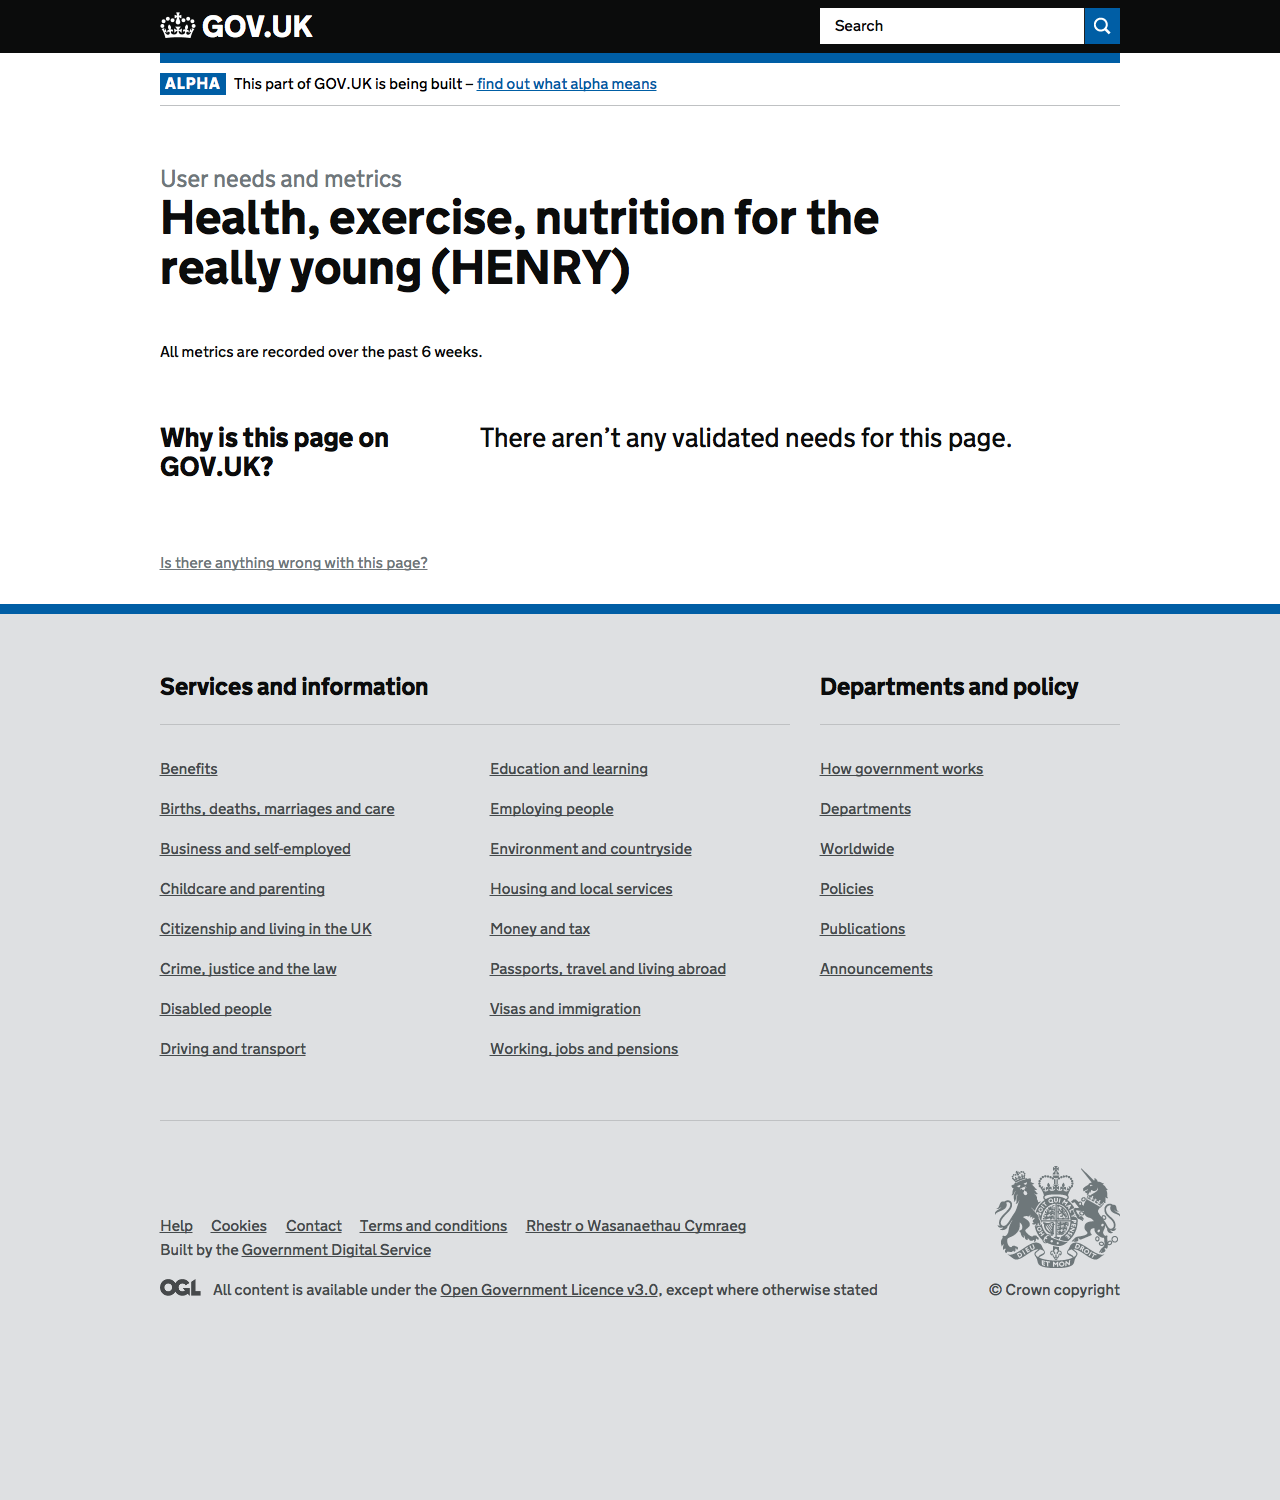 GOV.UK
Search
ALPHA This part of GOV.UK is being built – find out what alpha means
User needs and metrics
Health, exercise, nutrition for the
really young (HENRY)
All metrics are recorded over the past 6 weeks.
Why is this page on
GOV.UK?
There aren’t any validated needs for this page.
Is there anything wrong with this page?
Services and information
Benefits
Births, deaths, marriages and care
Business and self-employed
Childcare and parenting
Citizenship and living in the UK
Crime, justice and the law
Disabled people
Driving and transport
Education and learning
Employing people
Environment and countryside
Housing and local services
Money and tax
Passports, travel and living abroad
Visas and immigration
Working, jobs and pensions
Departments and policy
How government works
Departments
Worldwide
Policies
Publications
Announcements
Help Cookies Contact Terms and conditions Rhestr o Wasanaethau Cymraeg
Built by the Government Digital Service
OGL All content is available under the Open Government Licence v3.0, except where otherwise stated
DIEU ET MON DROIT
© Crown copyright